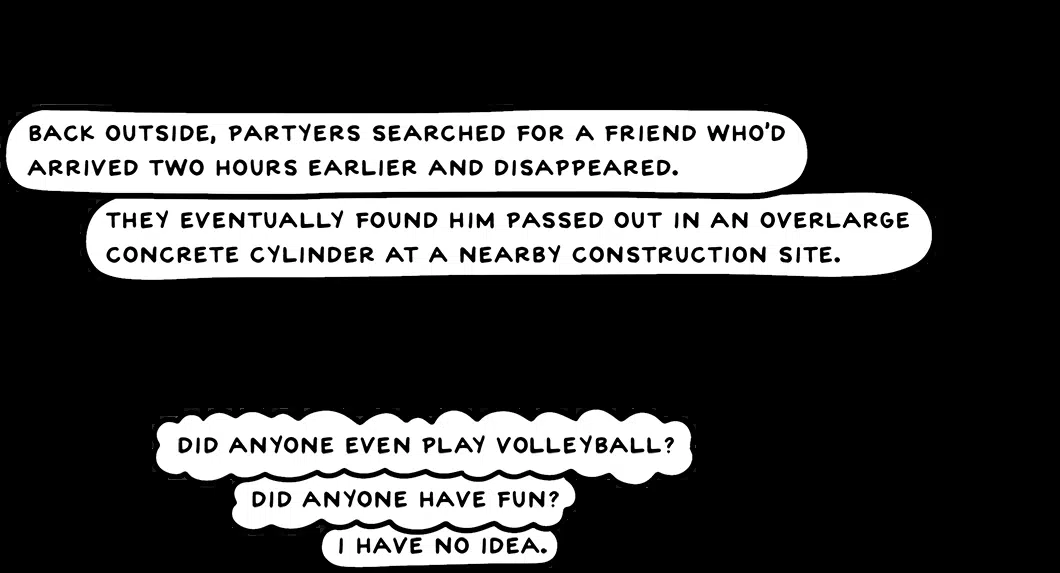 BACK OUTSIDE, PARTYERS SEARCHED FOR A FRIEND WHO'D
ARRIVED TWO HOURS EARLIER AND DISAPPEARED.
THEY EVENTUALLY FOUND HIM PASSED OUT IN AN OVERLARGE
CONCRETE CYLINDER AT A NEARBY CONSTRUCTION SITE.
DID ANYONE EVEN PLAY VOLLEYBALL?
DID ANYONE HAVE FUN?
I HAVE NO IDEA.